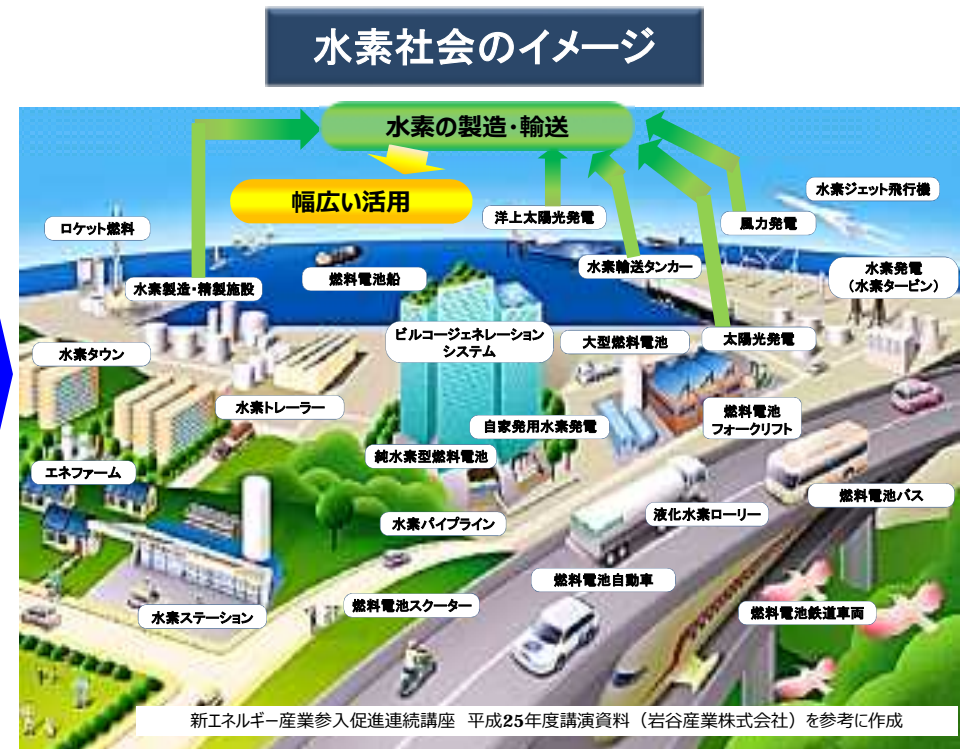 水素社会のイメージ
水素の製造・輸送
幅広い活用
水素ジェット飛行機
洋上太陽光発電
風力発電
ロケット燃料
水素輸送タンカー
水素発電
（水素タービン）
燃料電池船
水素製造・精製施設
ビルコージェネレーション
システム
大型燃料電池
太陽光発電
水素タウン
水素トレーラー
燃料電池
フォークリフト
自家発用水素発電
純水素型燃料電池
エネファーム
燃料電池バス
液化水素ローリー
水素パイプライン
燃料電池自動車
燃料電池スクーター
燃料電池鉄道車両
水素ステーション
新エネルギー産業参入促進連続講座 平成25年度講演資料（岩谷産業株式会社）を参考に作成